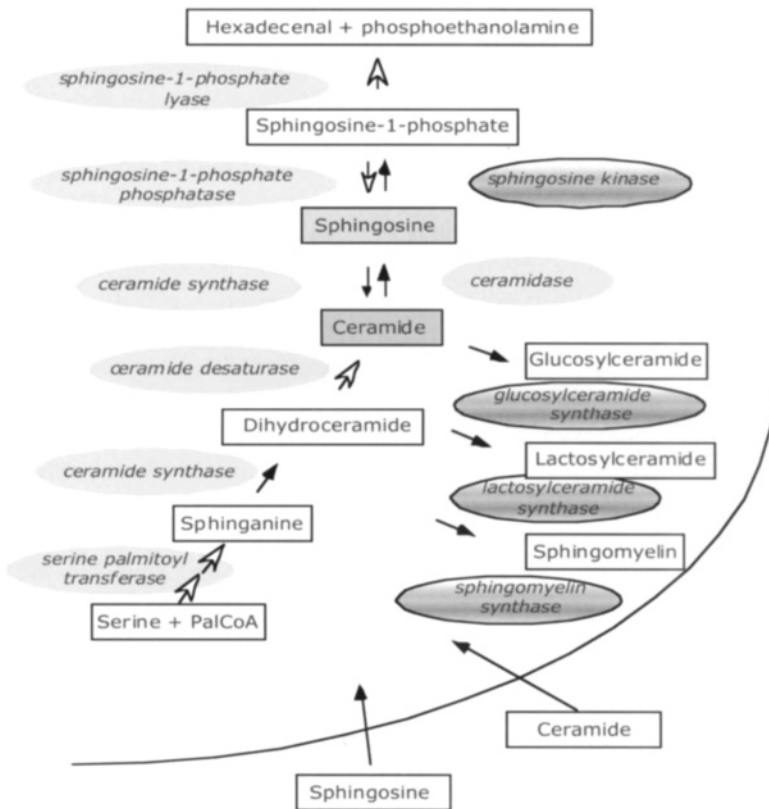 Hexadecenal + phosphoethanolamine
sphingosine-1-phosphate
lyase
Sphingosine-1-phosphate
sphingosine-1-phosphate
phosphatase
sphingosine kinase
Sphingosine
ceramide synthase
ceramidase
Ceramide
Glucosylceramide
ceramide desaturase
glucosylceramide
synthase
Dihydroceramide
Lactosylceramide
ceramide synthase
lactosylceramide
synthase
Sphinganine
Sphingomyelin
serine palmitoyl
transferase
sphingomyelin
synthase
Serine + PalCoA
Ceramide
Sphingosine